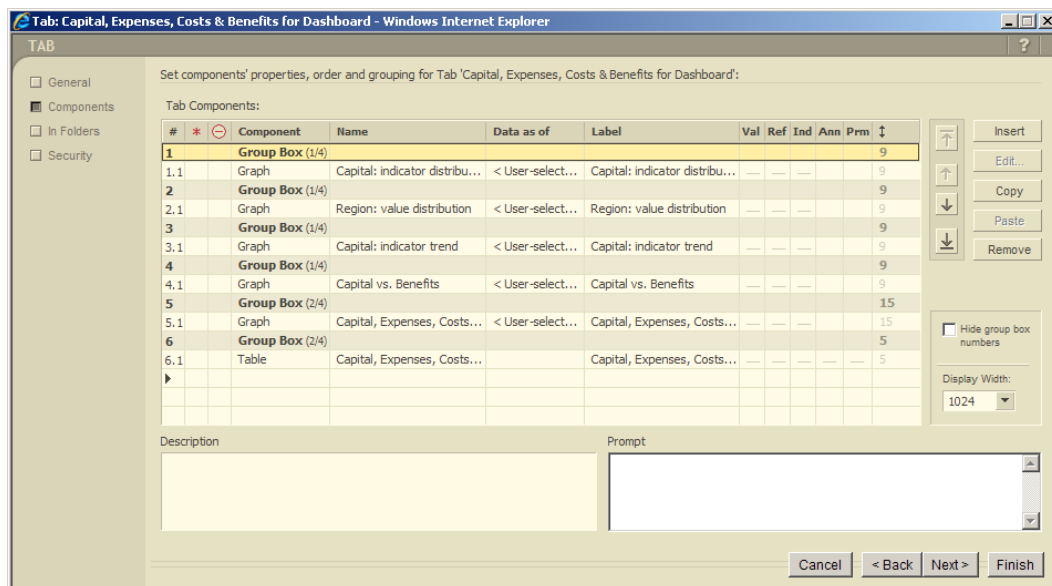 Tab: Capital, Expenses, Costs & Benefits for Dashboard - Windows Internet Explorer
TAB
?
General
Components
In Folders
Security
Set components' properties, order and grouping for Tab 'Capital, Expenses, Costs & Benefits for Dashboard':
Tab Components:
# * Component Name Data as of Label Val Ref Ind Ann Prm
1 Group Box (1/4) 9
1.1 Graph Capital: indicator distribu... < User-select... Capital: indicator distribu... — — — 9
2 Group Box (1/4) 9
2.1 Graph Region: value distribution < User-select... Region: value distribution — — — 9
3 Group Box (1/4) 9
3.1 Graph Capital: indicator trend < User-select... Capital: indicator trend — — — 9
4 Group Box (1/4) 9
4.1 Graph Capital vs. Benefits < User-select... Capital vs. Benefits — — — 9
5 Group Box (2/4) 15
5.1 Graph Capital, Expenses, Costs... < User-select... Capital, Expenses, Costs... — — — 15
6 Group Box (2/4) 5
6.1 Table Capital, Expenses, Costs... Capital, Expenses, Costs... — — — — — 5
Insert
Edit...
Copy
Paste
Remove
Hide group box
numbers
Display Width:
1024
Description
Prompt
Cancel
< Back
Next >
Finish